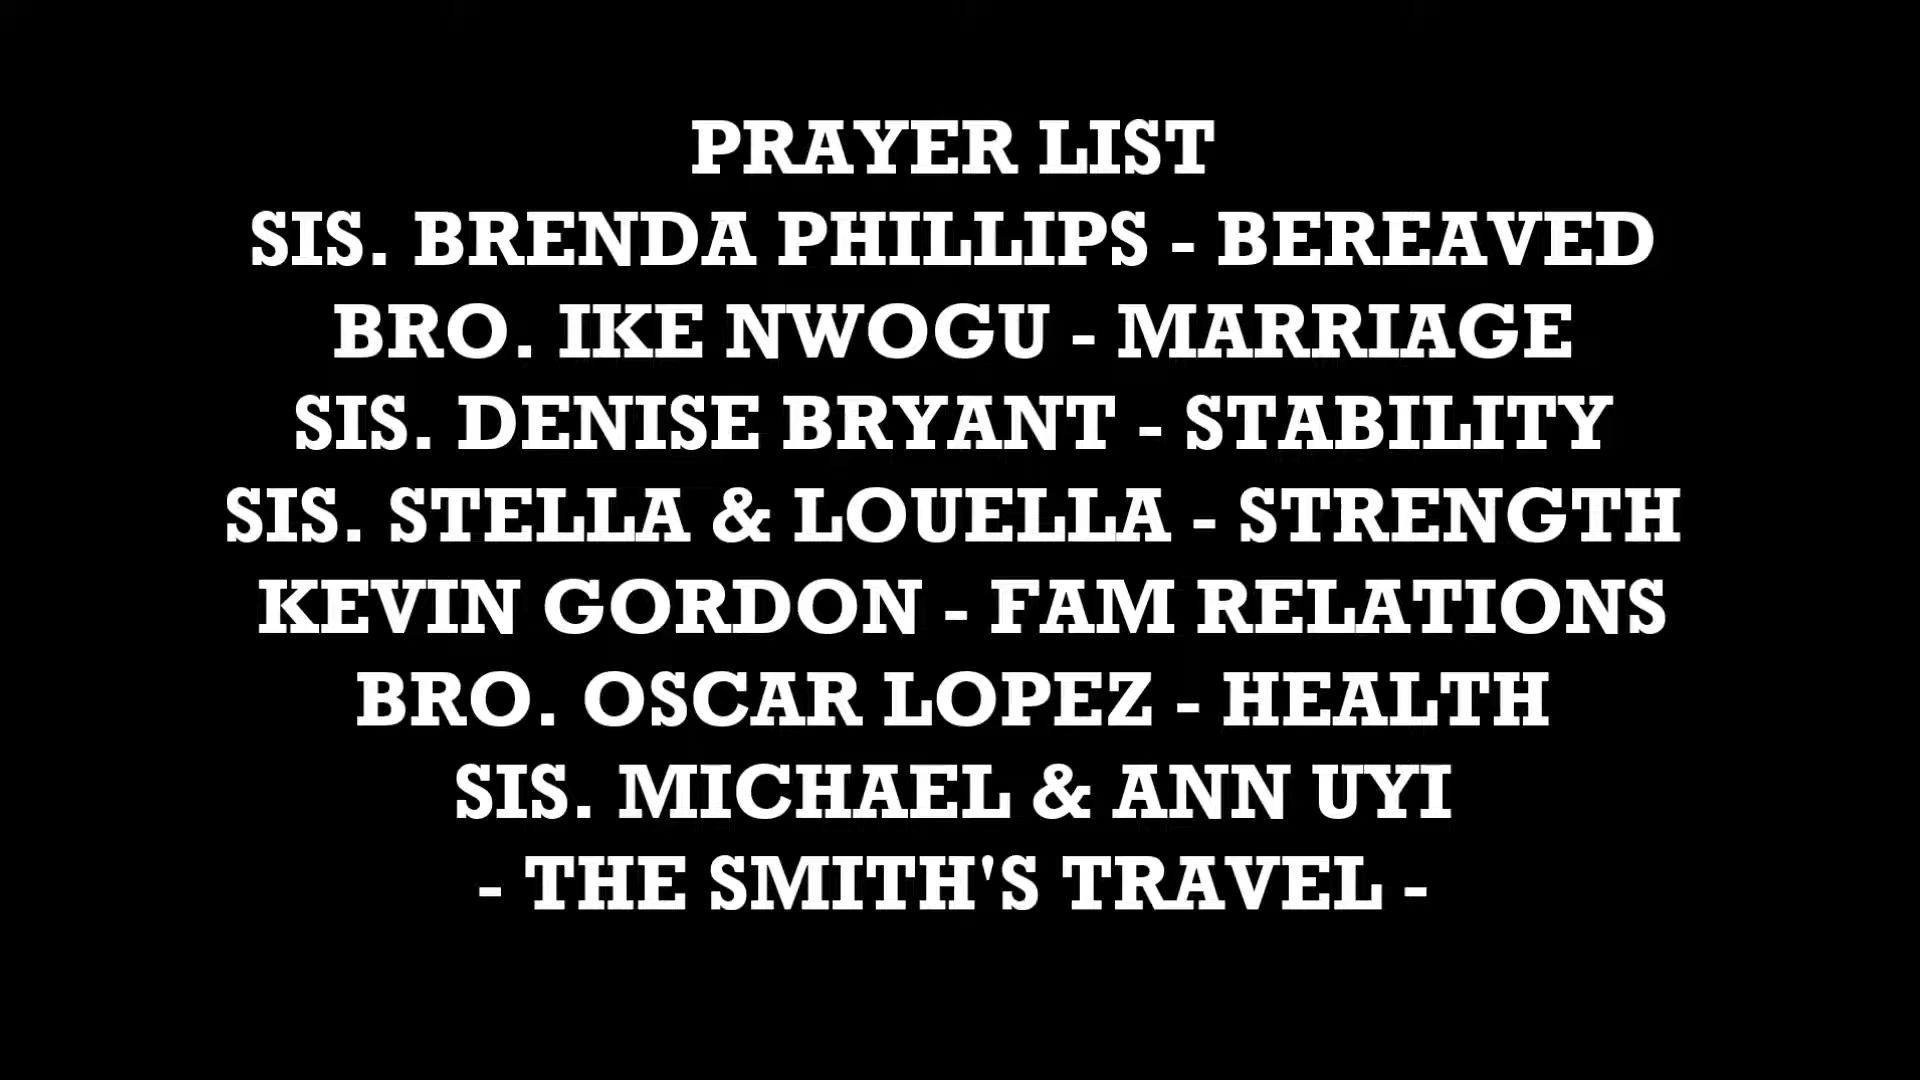 PRAYER LIST
SIS. BRENDA PHILLIPS - BEREAVED
BRO. IKE NWOGU - MARRIAGE
SIS. DENISE BRYANT - STABILITY
SIS. STELLA & LOUELLA - STRENGTH
KEVIN GORDON - FAM RELATIONS
BRO. OSCAR LOPEZ - HEALTH
SIS. MICHAEL & ANN UYI
- THE SMITH'S TRAVEL -